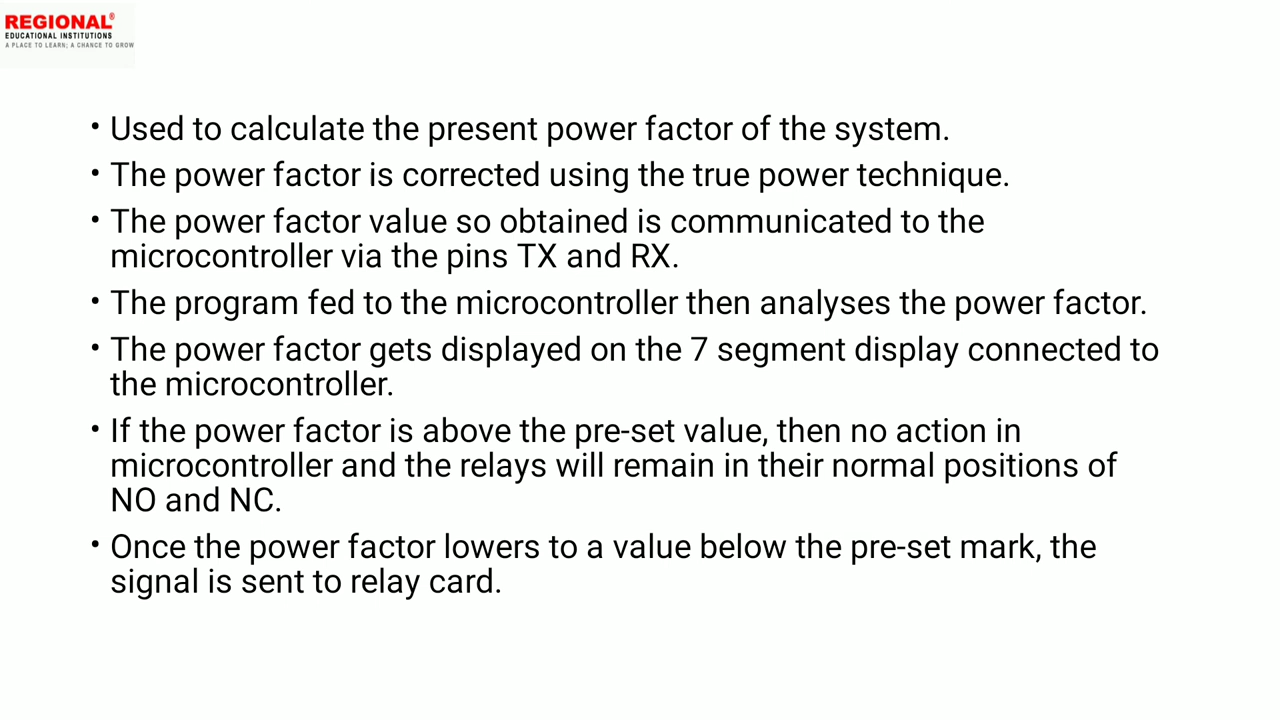 REGIONAL®
EDUCATIONAL INSTITUTIONS
A PLACE TO LEARN; A CHANCE TO GROW
• Used to calculate the present power factor of the system.
• The power factor is corrected using the true power technique.
• The power factor value so obtained is communicated to the
microcontroller via the pins TX and RX.
• The program fed to the microcontroller then analyses the power factor.
• The power factor gets displayed on the 7 segment display connected to
the microcontroller.
• If the power factor is above the pre-set value, then no action in
microcontroller and the relays will remain in their normal positions of
NO and NC.
• Once the power factor lowers to a value below the pre-set mark, the
signal is sent to relay card.